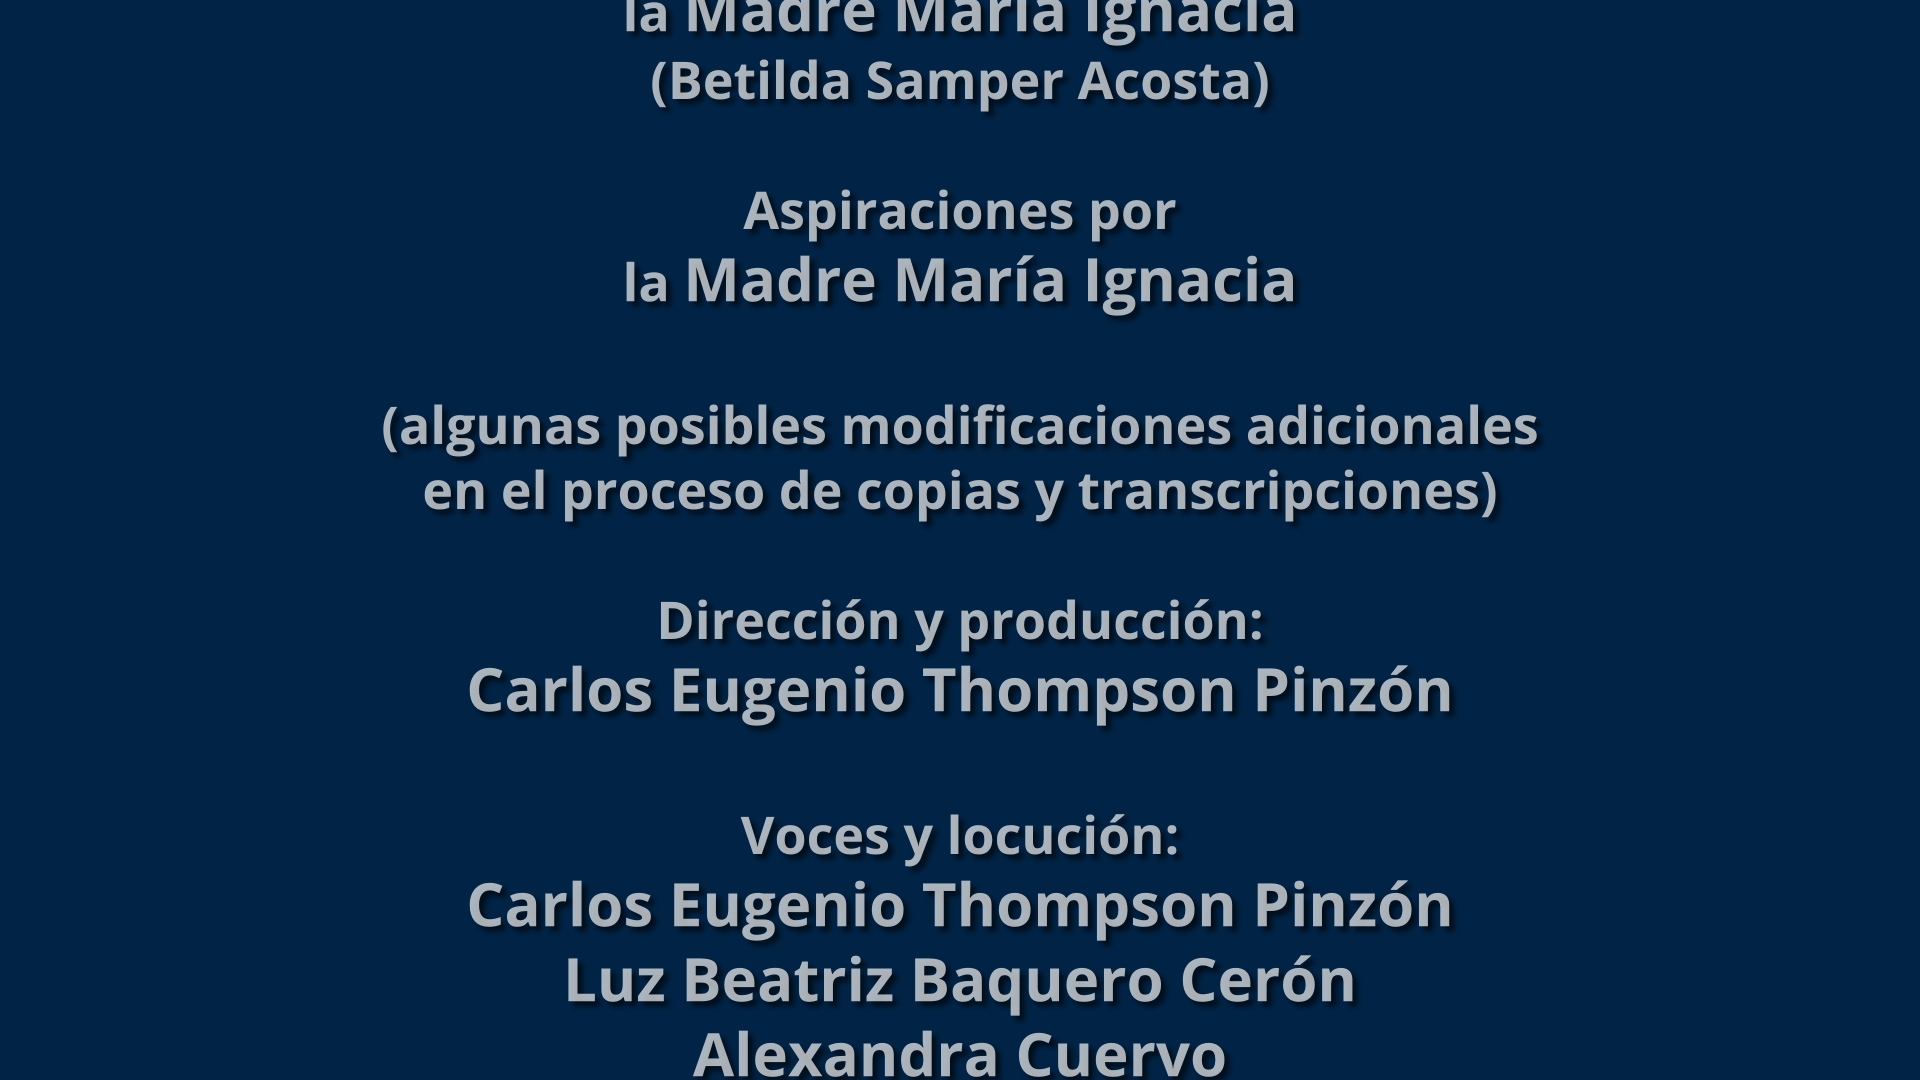 la Madre María Ignacia
(Betilda Samper Acosta)
Aspiraciones por
la Madre María Ignacia
(algunas posibles modificaciones adicionales
en el proceso de copias y transcripciones)
Dirección y producción:
Carlos Eugenio Thompson Pinzón
Voces y locución:
Carlos Eugenio Thompson Pinzón
Luz Beatriz Baquero Cerón
Alexandra Cuervo